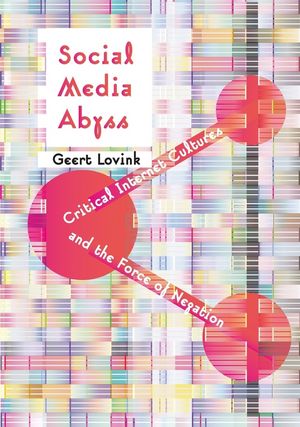 Social
Media
Abyss
Geert Lovink
Critical Internet Cultures
and the Force of Negation